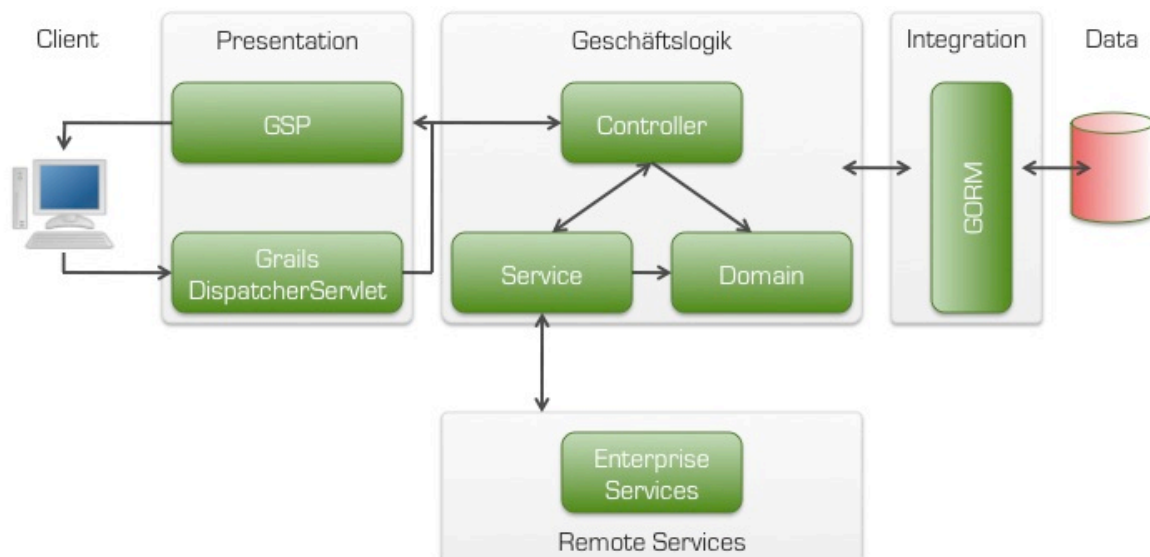 Client
Presentation
Geschäftslogik
Integration
Data
GSP
Controller
GORM
Grails
DispatcherServlet
Service
Domain
Enterprise
Services
Remote Services